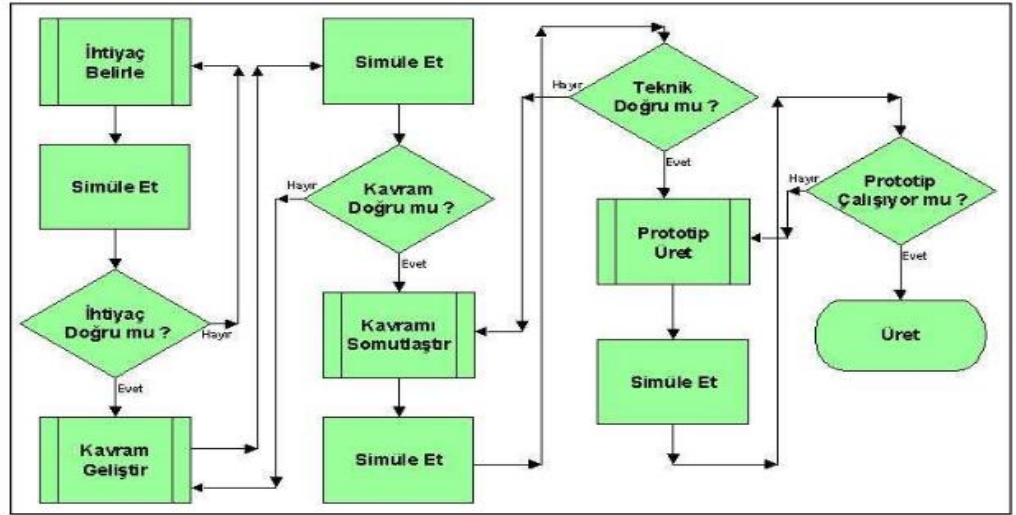 İhtiyaç
Belirle
Simüle Et
İhtiyaç
Doğru mu ?
Hayır
Evet
Kavram
Geliştir
Simüle Et
Hayır
Kavram
Doğru mu ?
Evet
Kavramı
Somutlaştır
Simüle Et
Hayır
Teknik
Doğru mu ?
Evet
Prototip
Üret
Simüle Et
Hayır
Prototip
Çalışıyor mu ?
Evet
Üret